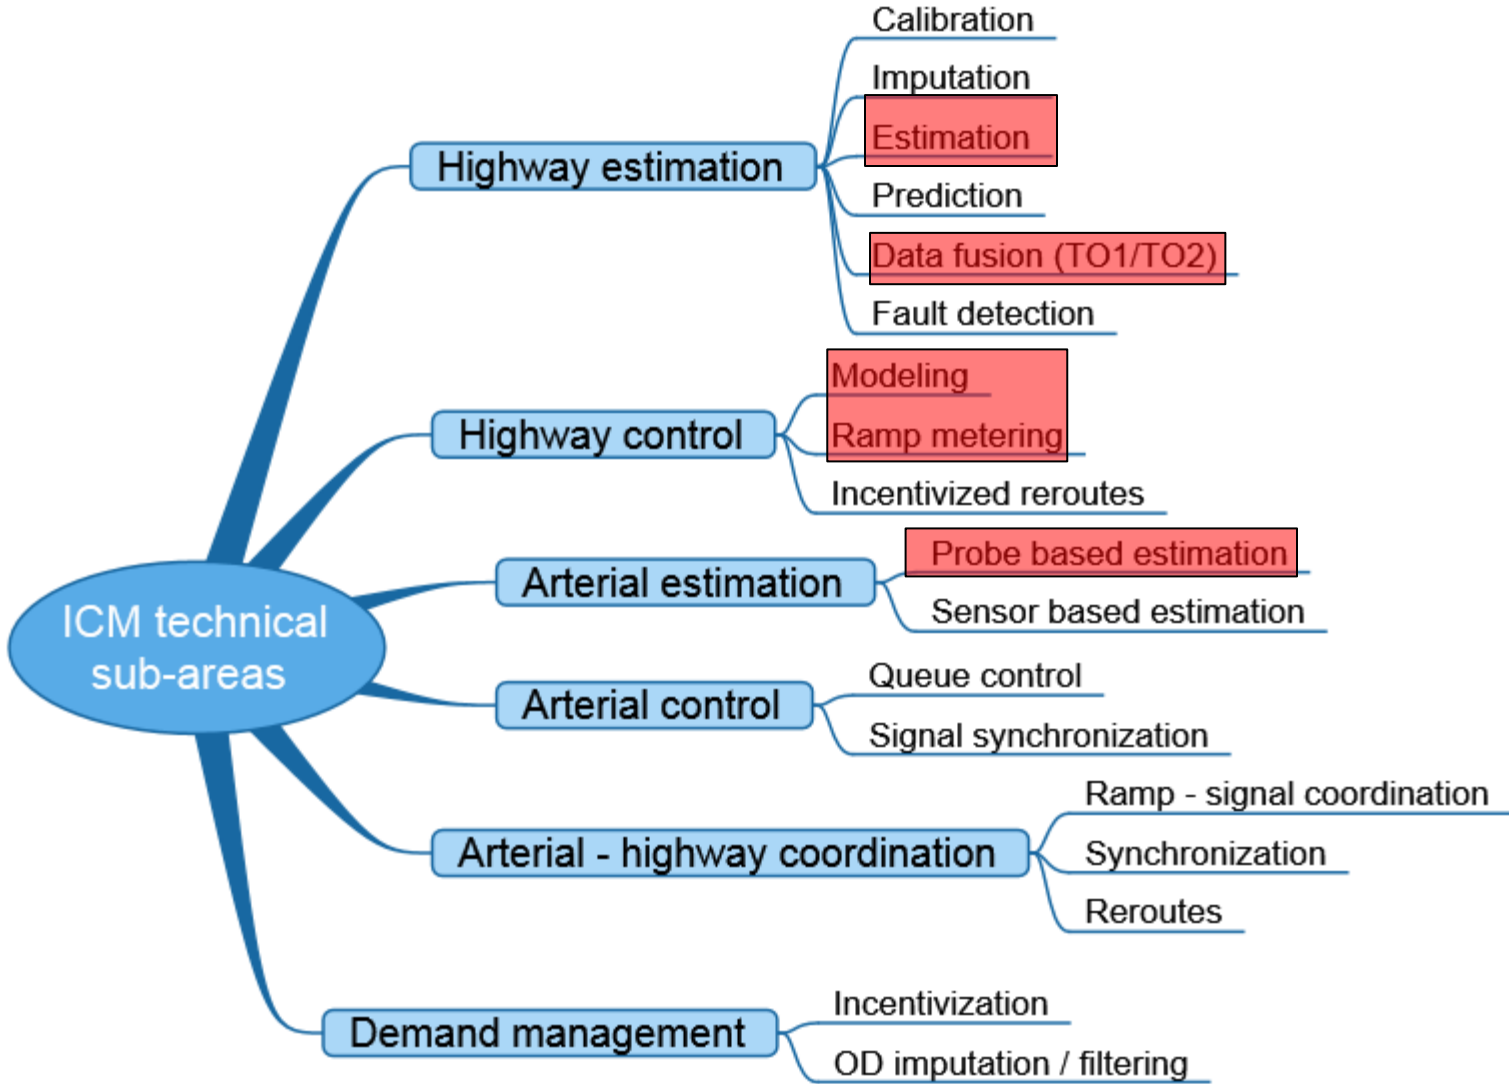 Calibration
Imputation
Estimation
Highway estimation
Prediction
Data fusion (TO1/TO2)
Fault detection
Modeling
Highway control
Ramp metering
Incentivized reroutes
Probe based estimation
Arterial estimation
Sensor based estimation
ICM technical
sub-areas
Queue control
Arterial control
Signal synchronization
Ramp - signal coordination
Arterial - highway coordination
Synchronization
Reroutes
Incentivization
Demand management
OD imputation / filtering